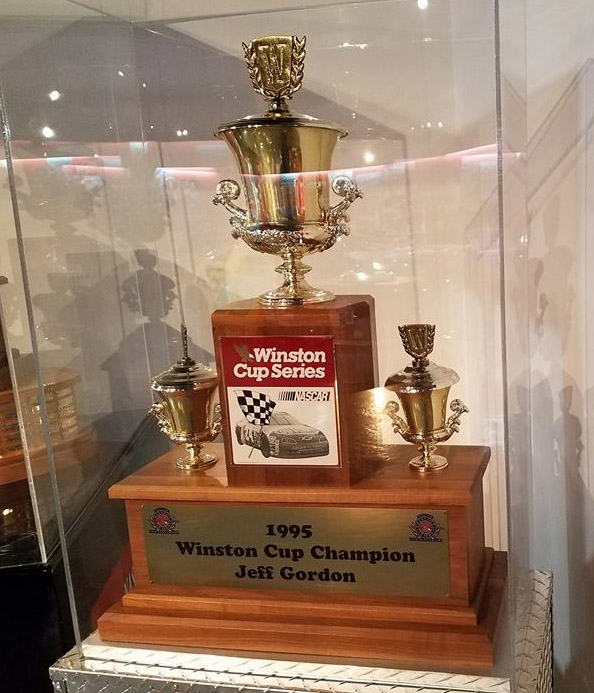 W
Winston
Cup Series
NASCAR
W
1995
Winston Cup Champion
Jeff Gordon